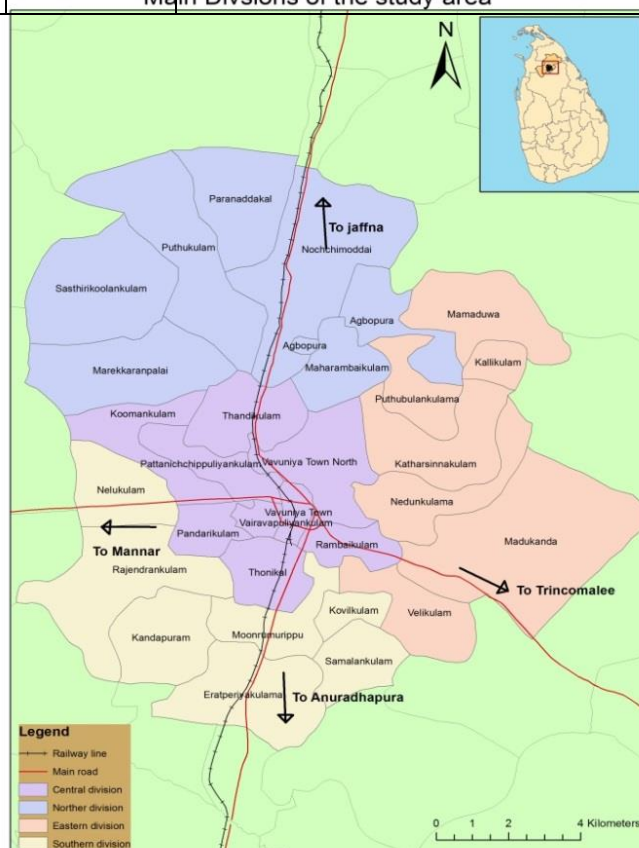 Main Divsions of the study area
N
Paranaddakal
To jaffna
Nochchimoddai
Puthukulam
Sasthirikoolankulam
Mamaduwa
Agbopura
Agbopura
Kallikulam
Marekkaranpalai
Maharambaikulam
Puthubulankulama
Koomankulam
Thandikulam
Pattanichchippuliyankulam
Vavuniya Town North
Katharsinnakulam
Nelukulam
Nedunkulama
Vavuniya Town
Vairavapuliyankulam
Pandarikulam
Rambaikulam
Madukanda
To Mannar
Rajendrankulam
Thonikal
To Trincomalee
Kovilkulam
Velikulam
Kandapuram
Moonrumurippu
Samalankulam
Eratperiyakulama
To Anuradhapura
Legend
Railway line
Main road
Central division
Norther division
Eastern division
Southern division
0 1 2 4 Kilometers